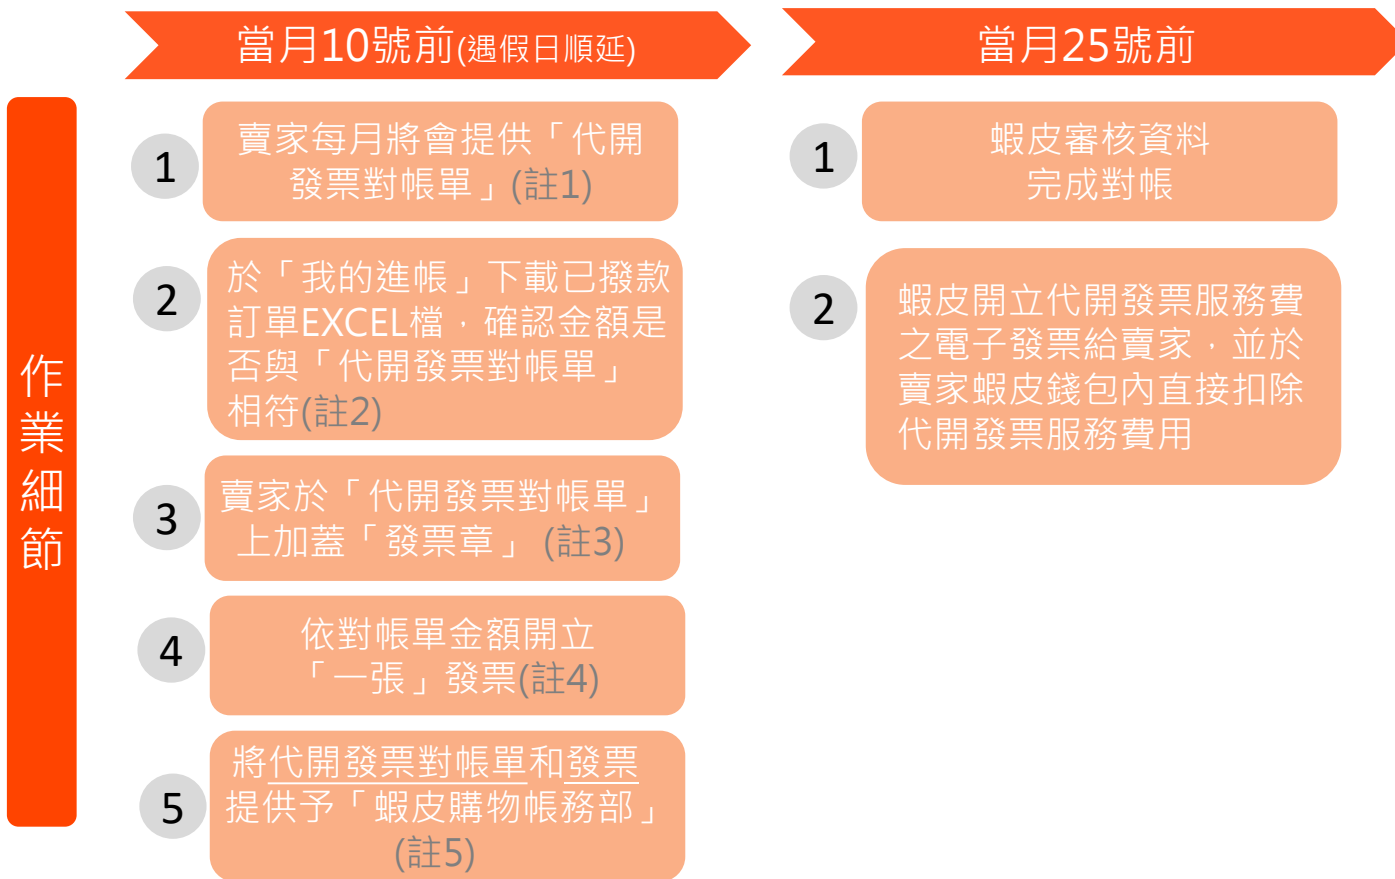 當月10號前(遇假日順延)
當月25號前
作業細節
1
賣家每月將會提供「代開
發票對帳單」(註1)
2
於「我的進帳」下載已撥款
訂單EXCEL檔，確認金額是
否與「代開發票對帳單」
相符(註2)
3
賣家於「代開發票對帳單」
上加蓋「發票章」 (註3)
4
依對帳單金額開立
「一張」發票(註4)
5
將代開發票對帳單和發票
提供予「蝦皮購物帳務部」
(註5)
1
蝦皮審核資料
完成對帳
2
蝦皮開立代開發票服務費
之電子發票給賣家，並於
賣家蝦皮錢包內直接扣除
代開發票服務費用